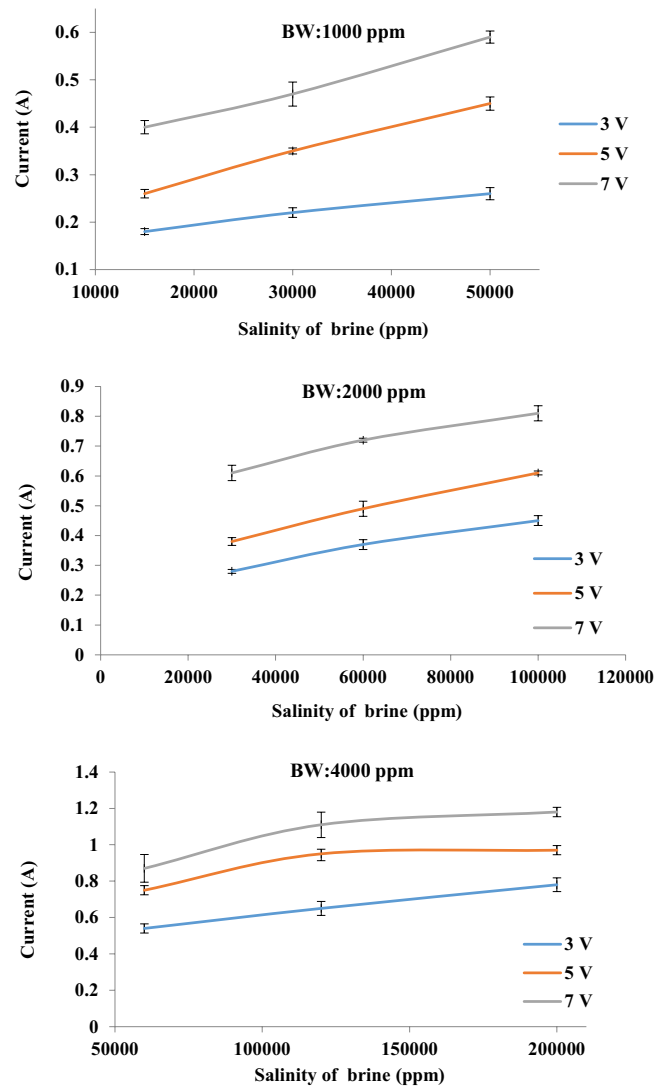 BW:1000 ppm
0.6
0.5
0.4
0.3
0.2
0.1
Current (A)
3 V
5 V
7 V
10000 20000 30000 40000 50000
Salinity of brine (ppm)
BW:2000 ppm
0.9
0.8
0.7
0.6
0.5
0.4
0.3
0.2
0.1
0
Current (A)
3 V
5 V
7 V
0 20000 40000 60000 80000 100000 120000
Salinity of brine (ppm)
BW:4000 ppm
1.4
1.2
1
0.8
0.6
0.4
0.2
0
Current (A)
3 V
5 V
7 V
50000 100000 150000 200000
Salinity of brine (ppm)